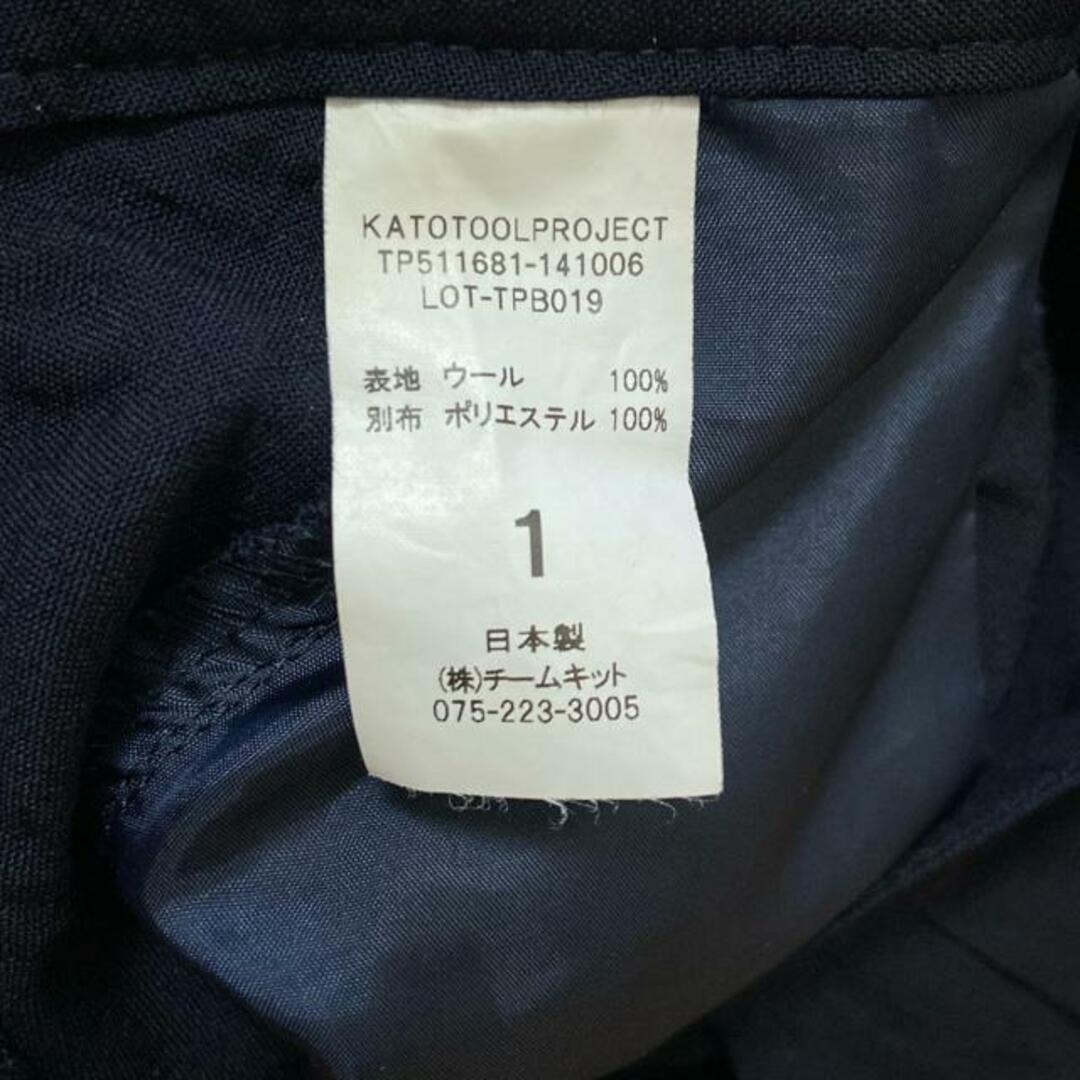 KATOTOOLPROJECT
TP511681-141006
LOT-TPB019
表地 ウール 100%
別布 ポリエステル 100%
1
日本製
(株)チームキット
075-223-3005